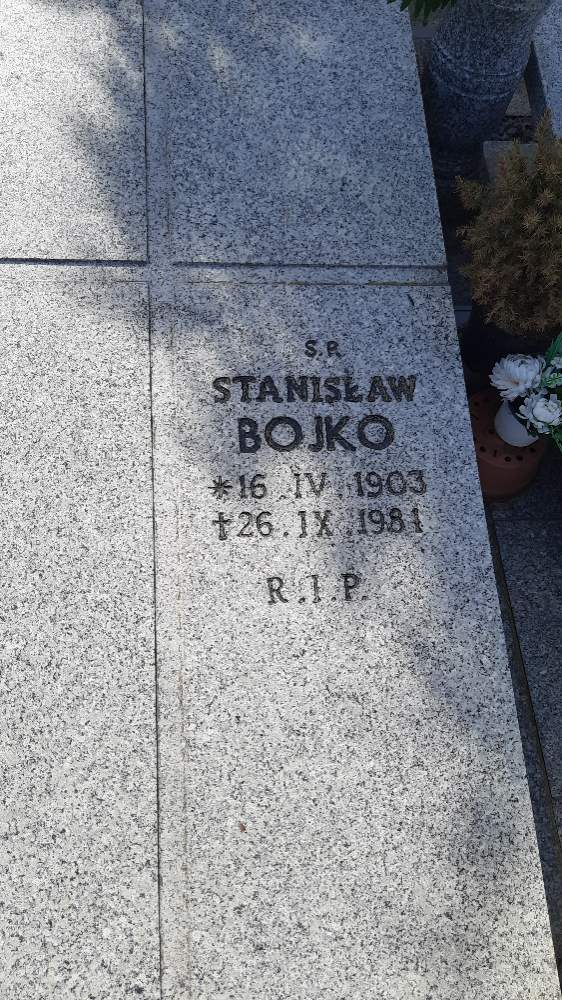 Ś.P.
STANISŁAW
BOJKO
*16.IV.1903
†26.IX.1981
R.I.P.